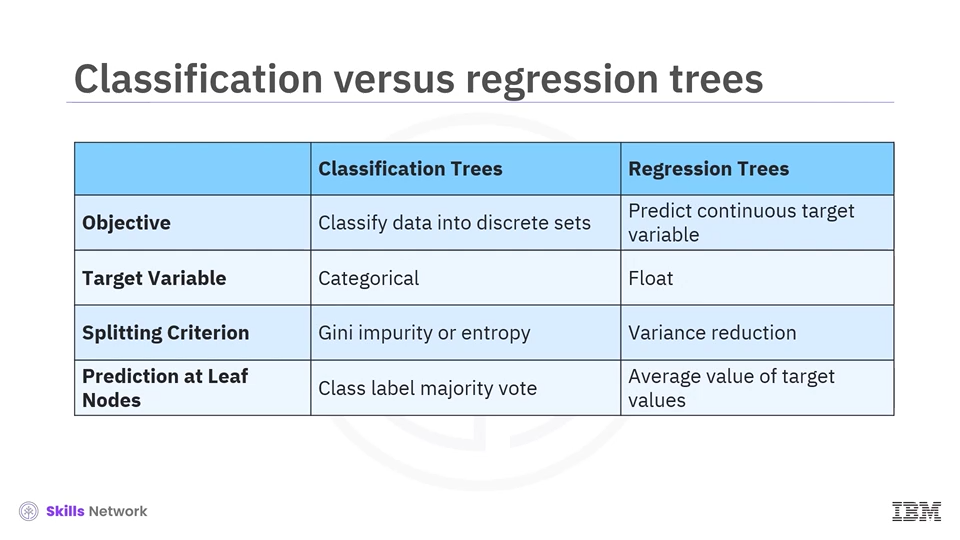 Classification versus regression trees
Classification Trees
Regression Trees
Objective
Classify data into discrete sets
Predict continuous target
variable
Target Variable
Categorical
Float
Splitting Criterion
Gini impurity or entropy
Variance reduction
Prediction at Leaf
Nodes
Class label majority vote
Average value of target
values
Skills Network
IBM